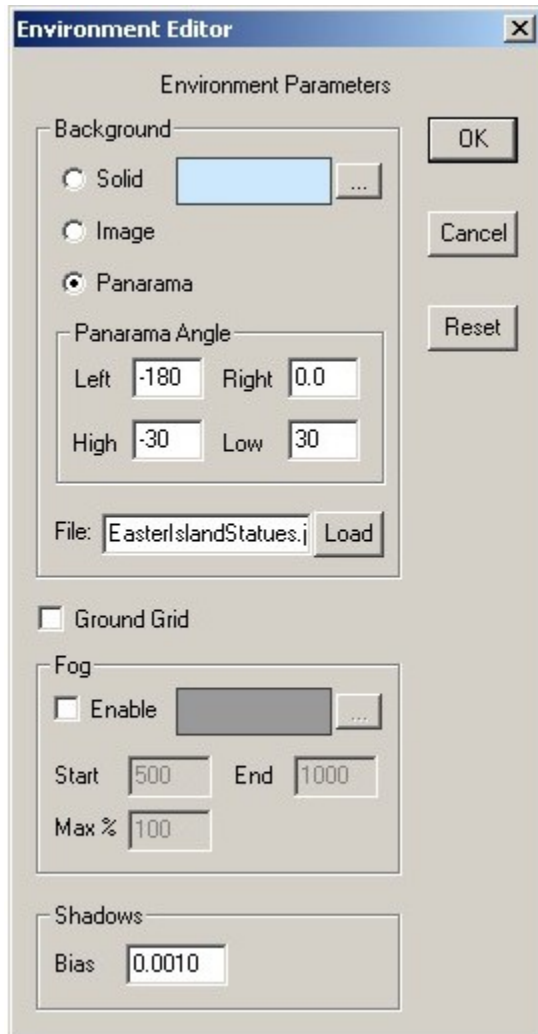 Environment Editor
Environment Parameters
Background
OK
Solid
...
Image
Cancel
Panarama
Panarama Angle
Reset
Left -180 Right 0.0
High -30 Low 30
File: EasterIslandStatues.j Load
Ground Grid
Fog
Enable
...
Start 500 End 1000
Max % 100
Shadows
Bias 0.0010